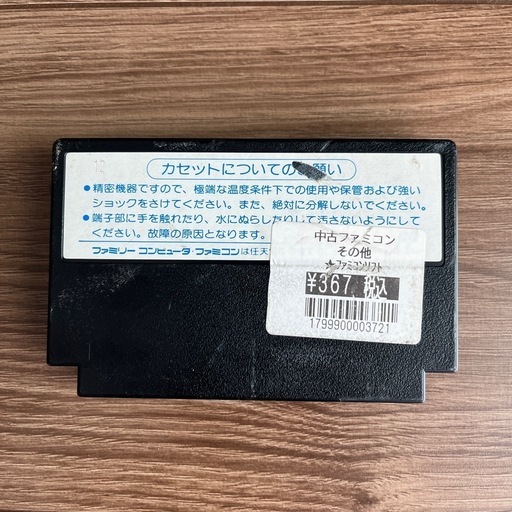 12
カセットについてのお願い
●精密機器ですので、極端な温度条件下での使用や保管および強い
ショックをさけてください。また、絶対に分解しないでください。
●端子部に手を触れたり、水にぬらしたりして汚さないようにして
ください。故障の原因となります。
ファミリーコンピュータ・ファミコンは任天
中古ファミコン
その他
★ファミコンソフト
¥367 税込
1799900003721